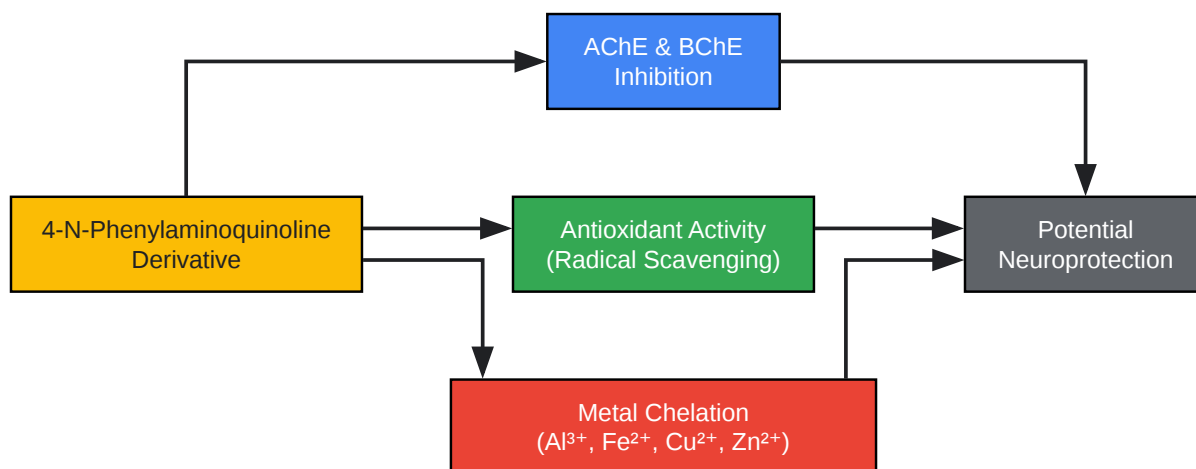 AChE & BChE
Inhibition
4-N-Phenylaminoquinoline
Derivative
Antioxidant Activity
(Radical Scavenging)
Potential
Neuroprotection
Metal Chelation
(Al³⁺, Fe²⁺, Cu²⁺, Zn²⁺)